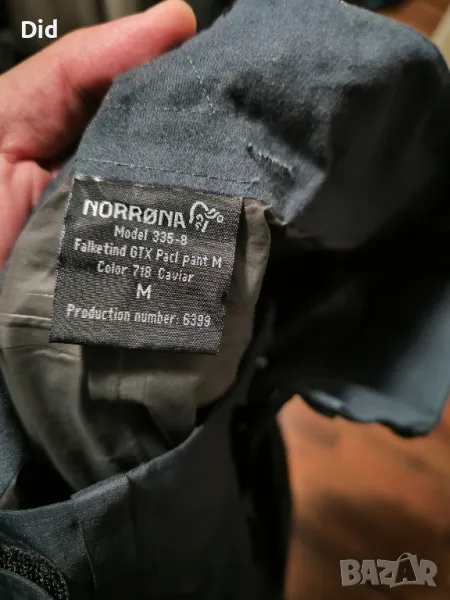 Did
NORRØNA
Model 335-8
Falketind GTX Pacl pant M
Color 718 Caviar
M
Production number: 6399
BAZAR